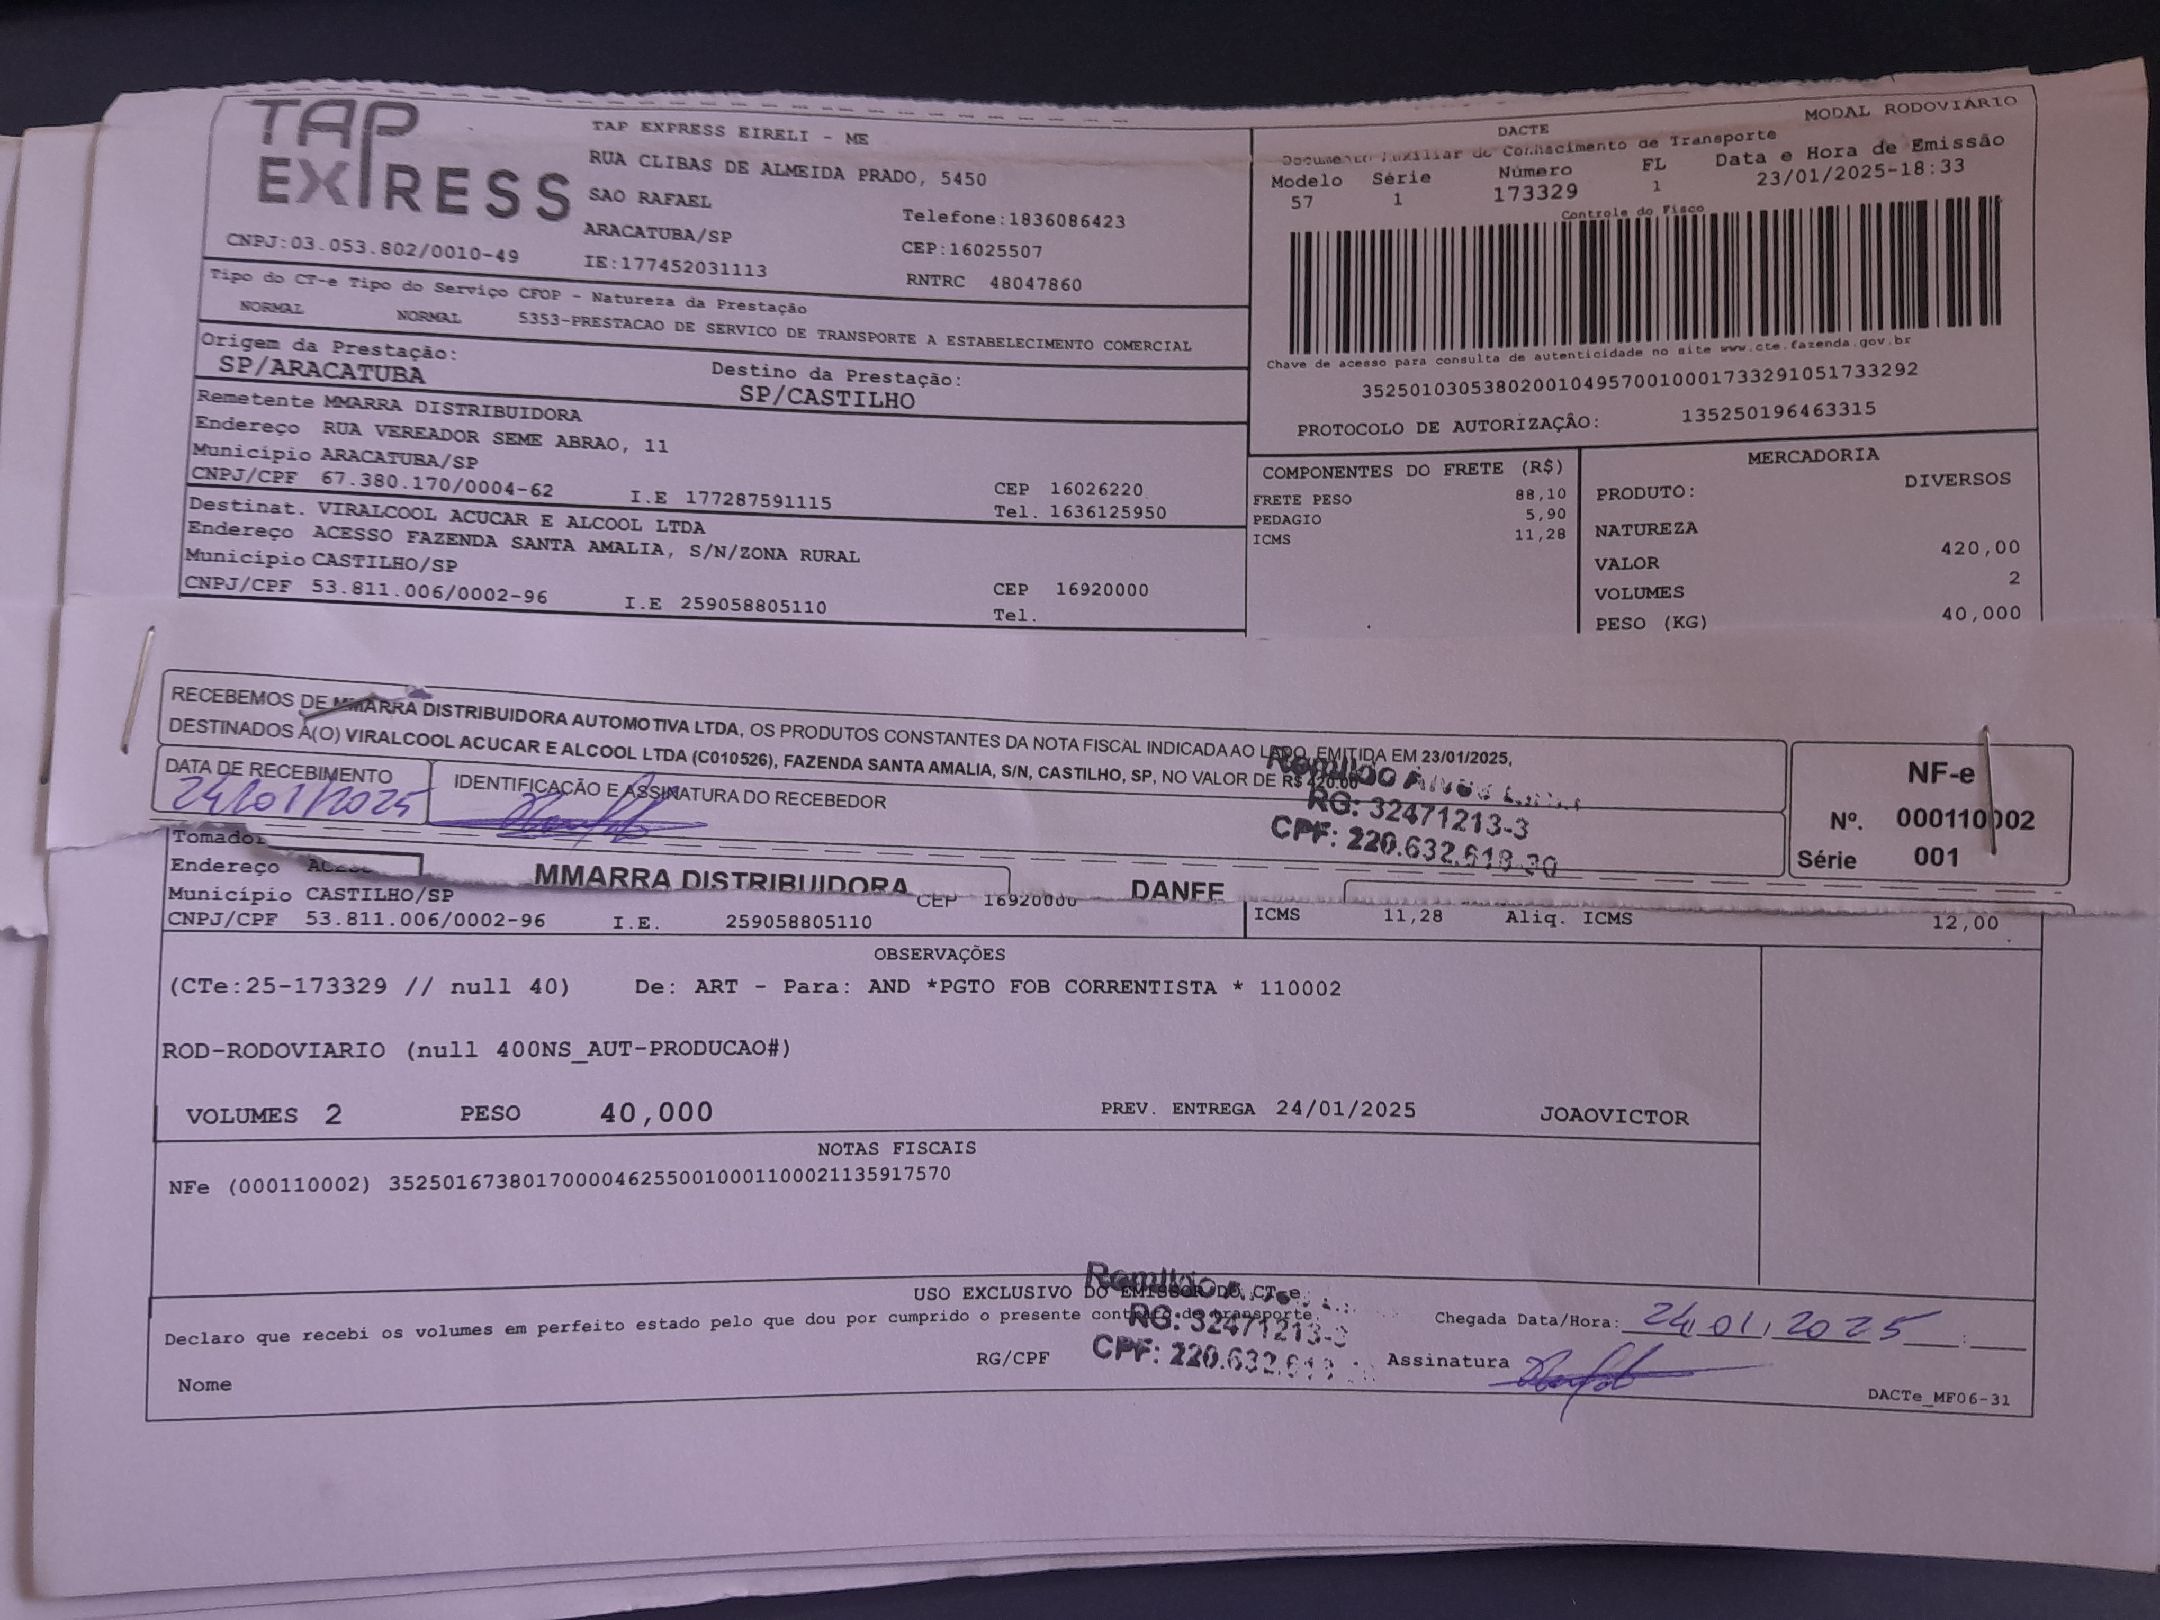 TAP EXPRESS
TAP EXPRESS EIRELI - ME
RUA CLIBAS DE ALMEIDA PRADO, 5450
SAO RAFAEL
Telefone:1836086423
ARACATUBA/SP
CEP:16025507
CNPJ:03.053.802/0010-49
IE:177452031113
RNTRC 48047860
Tipo do CT-e Tipo do Serviço CFOP - Natureza da Prestação
NORMAL NORMAL 5353-PRESTACAO DE SERVICO DE TRANSPORTE A ESTABELECIMENTO COMERCIAL
Origem da Prestação:
SP/ARACATUBA
Destino da Prestação:
SP/CASTILHO
Remetente MMARRA DISTRIBUIDORA
Endereço RUA VEREADOR SEME ABRAO, 11
Município ARACATUBA/SP
CEP 16026220
CNPJ/CPF 67.380.170/0004-62 I.E 177287591115 Tel. 1636125950
Destinat. VIRALCOOL ACUCAR E ALCOOL LTDA
Endereço ACESSO FAZENDA SANTA AMALIA, S/N/ZONA RURAL
Município CASTILHO/SP
CEP 16920000
CNPJ/CPF 53.811.006/0002-96 I.E 259058805110 Tel.
MODAL RODOVIÁRIO
DACTE
Documento Auxiliar de Conhacimento de Transporte
Modelo Série Número FL Data e Hora de Emissão
57 1 173329 1 23/01/2025-18:33
Controle do Fisco
Chave de acesso para consulta de autenticidade no site www.cte.fazenda.gov.br
35250103053802001049570010001733291051733292
PROTOCOLO DE AUTORIZAÇÂO: 135250196463315
COMPONENTES DO FRETE (R$)
FRETE PESO 88,10
PEDAGIO 5,90
ICMS 11,28
MERCADORIA
PRODUTO: DIVERSOS
NATUREZA
VALOR 420,00
VOLUMES 2
PESO (KG) 40,000
RECEBEMOS DE MMARRA DISTRIBUIDORA AUTOMOTIVA LTDA, OS PRODUTOS CONSTANTES DA NOTA FISCAL INDICADA AO LADO, EMITIDA EM 23/01/2025,
DESTINADOS A(O) VIRALCOOL ACUCAR E ALCOOL LTDA (C010526), FAZENDA SANTA AMALIA, S/N, CASTILHO, SP, NO VALOR DE R$ 420.00
DATA DE RECEBIMENTO
24/01/2025
IDENTIFICAÇÃO E ASSINATURA DO RECEBEDOR
RG: 32471213-3
CPF: 220.632.618-30
NF-e
Nº. 000110002
Série 001
Tomador
Endereço
MMARRA DISTRIBUIDORA
DANFE
Município CASTILHO/SP
CEP 16920000
CNPJ/CPF 53.811.006/0002-96 I.E. 259058805110
ICMS 11,28 Aliq. ICMS 12,00
OBSERVAÇÕES
(CTe:25-173329 // null 40) De: ART - Para: AND *PGTO FOB CORRENTISTA * 110002
ROD-RODOVIARIO (null 400NS_AUT-PRODUCAO#)
VOLUMES 2 PESO 40,000 PREV. ENTREGA 24/01/2025 JOAOVICTOR
NOTAS FISCAIS
NFe (000110002) 35250167380170000462550010001100021135917570
USO EXCLUSIVO DO EMISSOR DO CT-e
Declaro que recebi os volumes em perfeito estado pelo que dou por cumprido o presente contrato de transporte
Chegada Data/Hora: 24/01/2025
RG: 32471213-3
RG/CPF
CPF: 220.632.61
Assinatura
Nome
DACTe_MF06-31